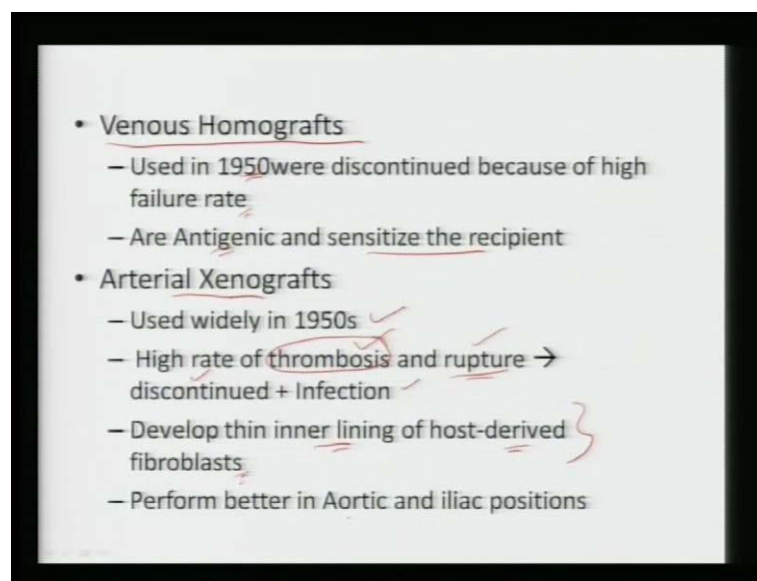 • Venous Homografts
– Used in 1950were discontinued because of high
failure rate
– Are Antigenic and sensitize the recipient
• Arterial Xenografts
– Used widely in 1950s
– High rate of thrombosis and rupture →
discontinued + Infection
– Develop thin inner lining of host-derived
fibroblasts
– Perform better in Aortic and iliac positions